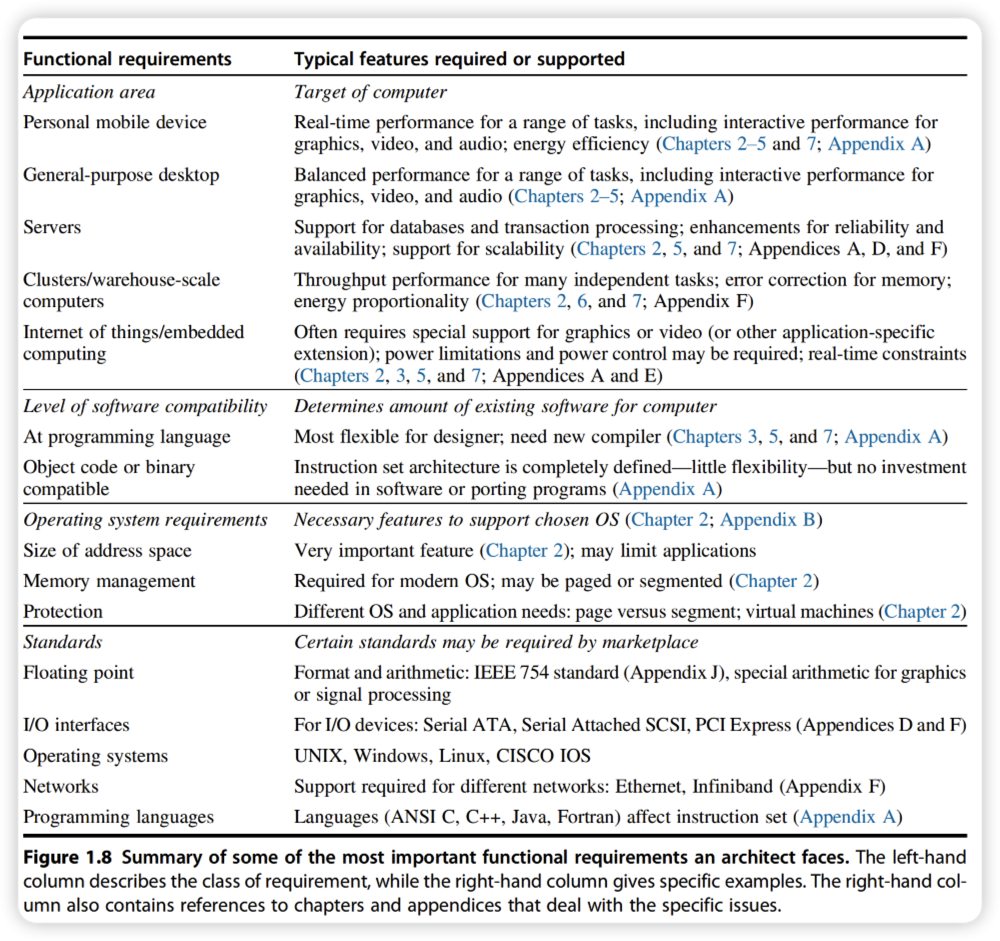 Functional requirements Typical features required or supported
Application area Target of computer
Personal mobile device Real-time performance for a range of tasks, including interactive performance for
graphics, video, and audio; energy efficiency (Chapters 2–5 and 7; Appendix A)
General-purpose desktop Balanced performance for a range of tasks, including interactive performance for
graphics, video, and audio (Chapters 2–5; Appendix A)
Servers Support for databases and transaction processing; enhancements for reliability and
availability; support for scalability (Chapters 2, 5, and 7; Appendices A, D, and F)
Clusters/warehouse-scale Throughput performance for many independent tasks; error correction for memory;
computers energy proportionality (Chapters 2, 6, and 7; Appendix F)
Internet of things/embedded Often requires special support for graphics or video (or other application-specific
computing extension); power limitations and power control may be required; real-time constraints
(Chapters 2, 3, 5, and 7; Appendices A and E)
Level of software compatibility Determines amount of existing software for computer
At programming language Most flexible for designer; need new compiler (Chapters 3, 5, and 7; Appendix A)
Object code or binary Instruction set architecture is completely defined—little flexibility—but no investment
compatible needed in software or porting programs (Appendix A)
Operating system requirements Necessary features to support chosen OS (Chapter 2; Appendix B)
Size of address space Very important feature (Chapter 2); may limit applications
Memory management Required for modern OS; may be paged or segmented (Chapter 2)
Protection Different OS and application needs: page versus segment; virtual machines (Chapter 2)
Standards Certain standards may be required by marketplace
Floating point Format and arithmetic: IEEE 754 standard (Appendix J), special arithmetic for graphics
or signal processing
I/O interfaces For I/O devices: Serial ATA, Serial Attached SCSI, PCI Express (Appendices D and F)
Operating systems UNIX, Windows, Linux, CISCO IOS
Networks Support required for different networks: Ethernet, Infiniband (Appendix F)
Programming languages Languages (ANSI C, C++, Java, Fortran) affect instruction set (Appendix A)
Figure 1.8 Summary of some of the most important functional requirements an architect faces. The left-hand
column describes the class of requirement, while the right-hand column gives specific examples. The right-hand col-
umn also contains references to chapters and appendices that deal with the specific issues.